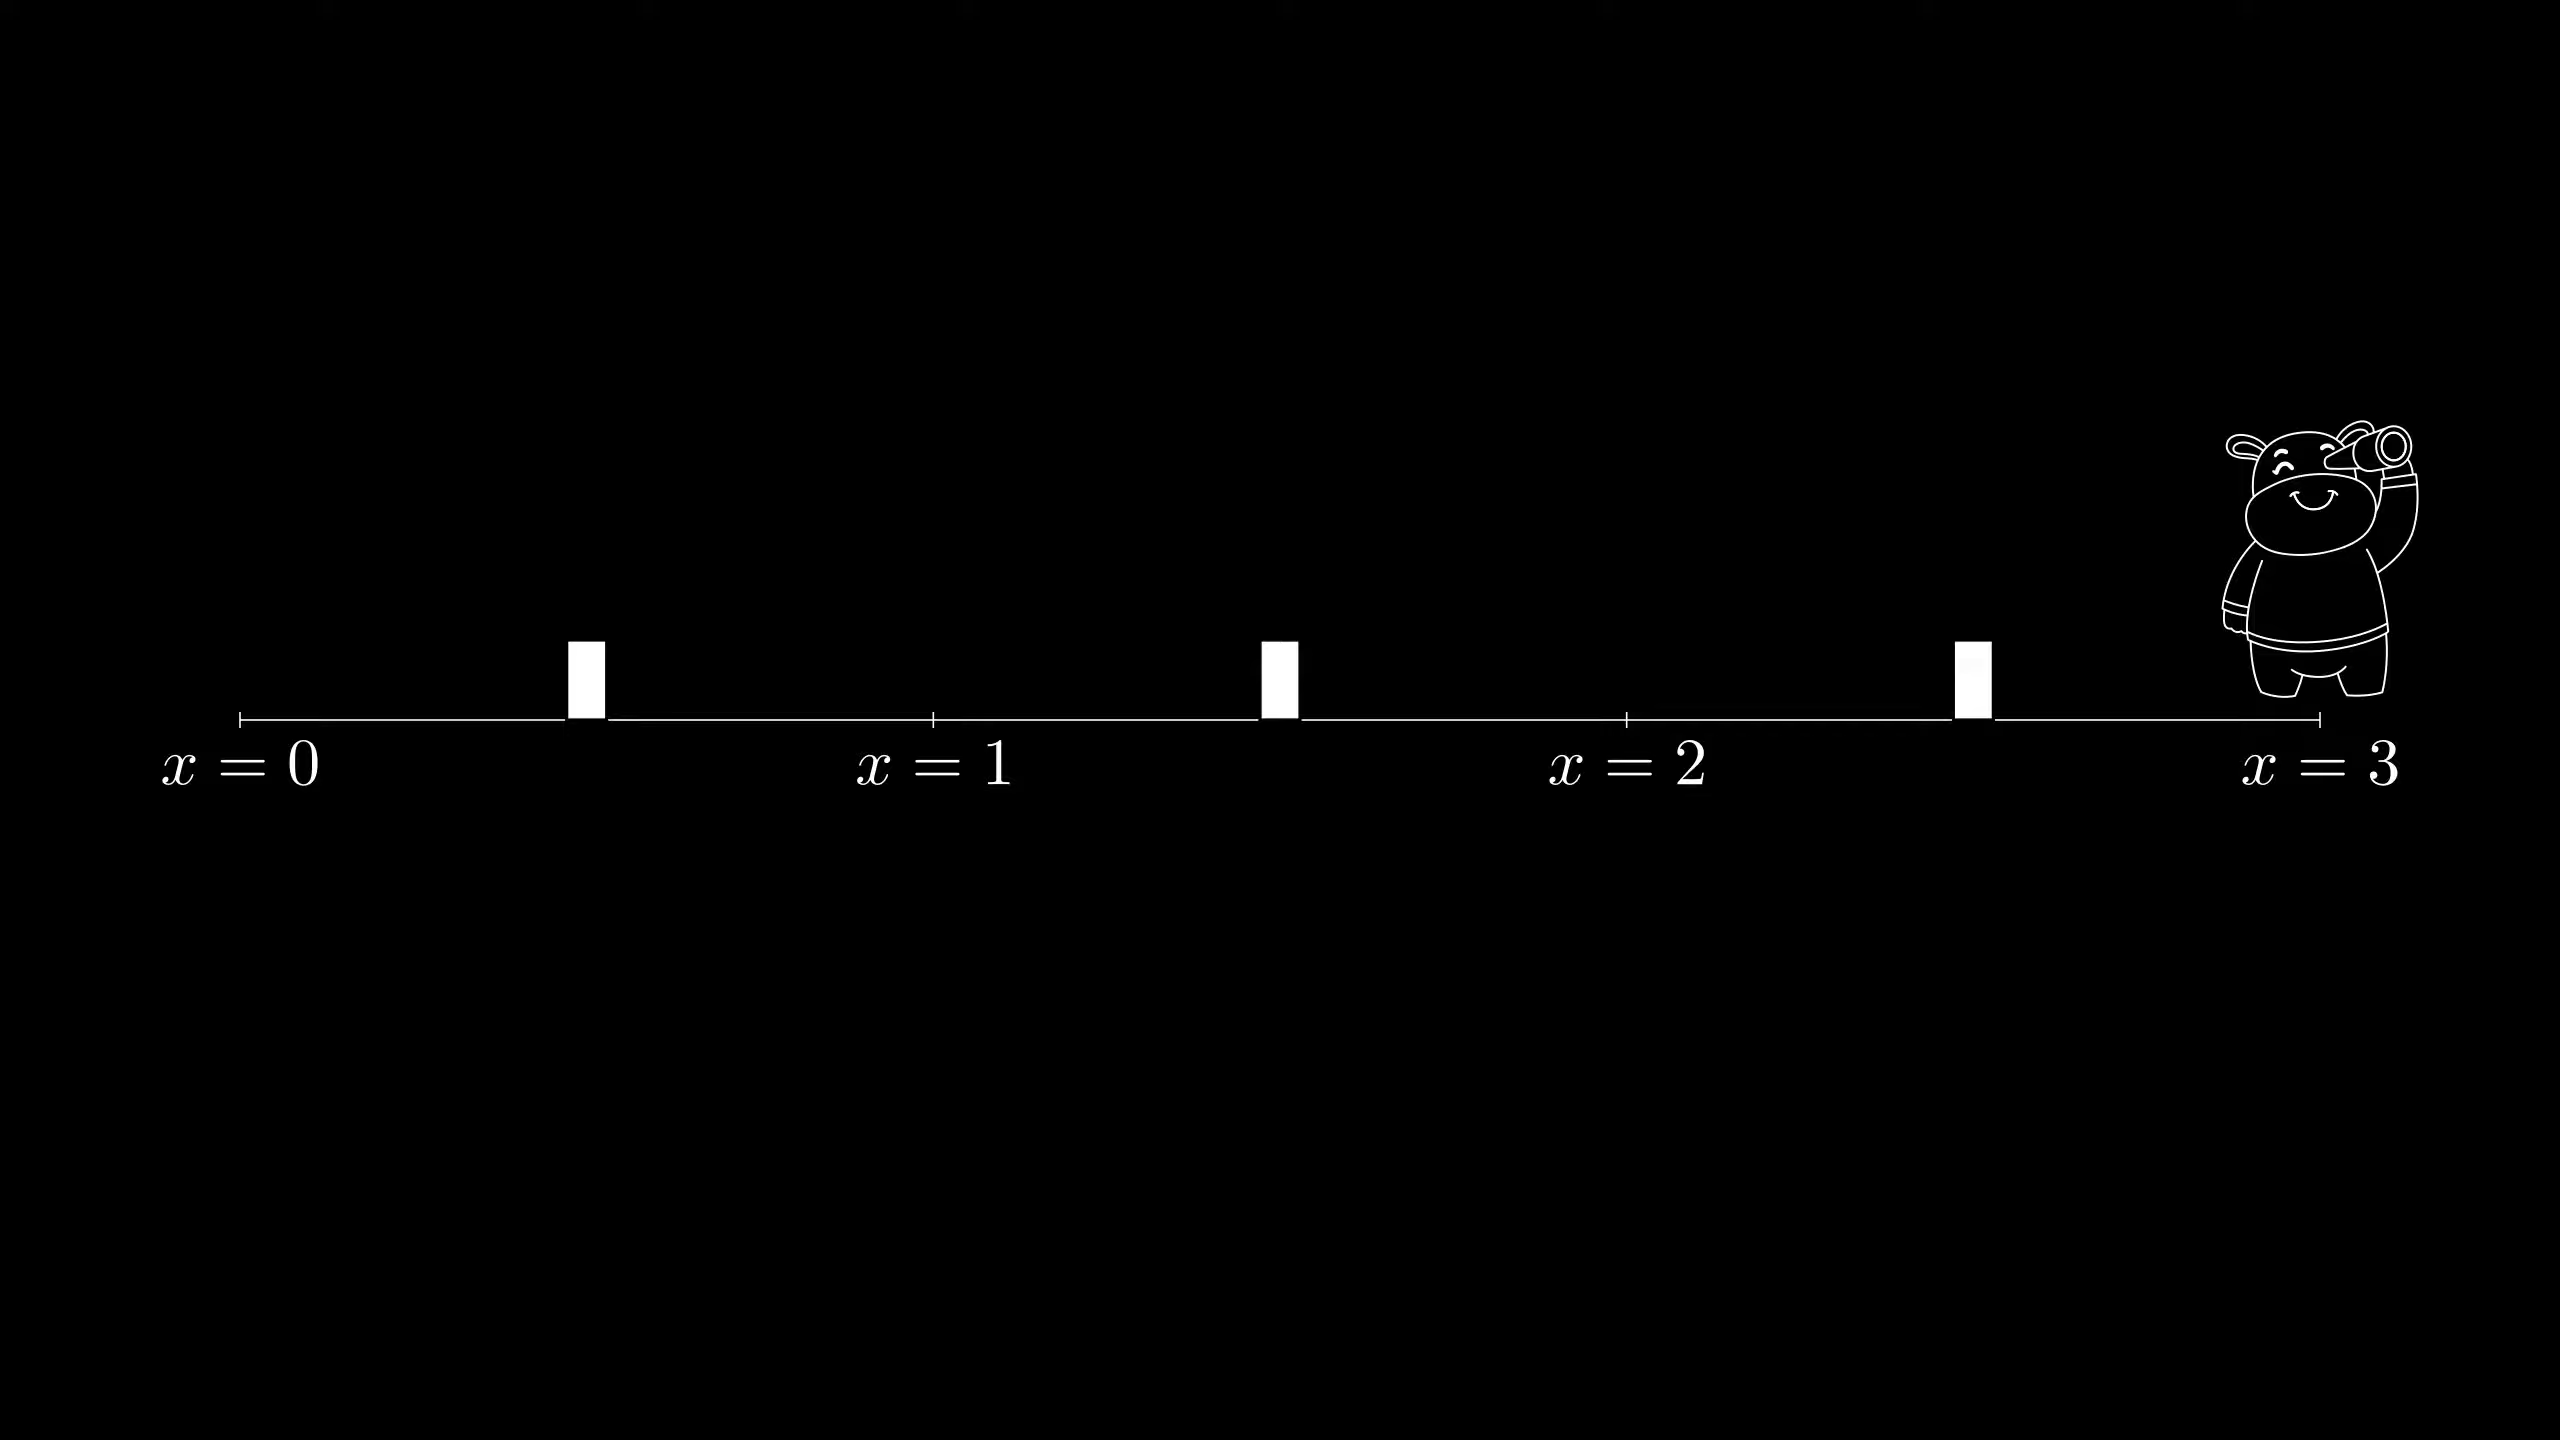 x = 0 x = 1 x = 2 x = 3